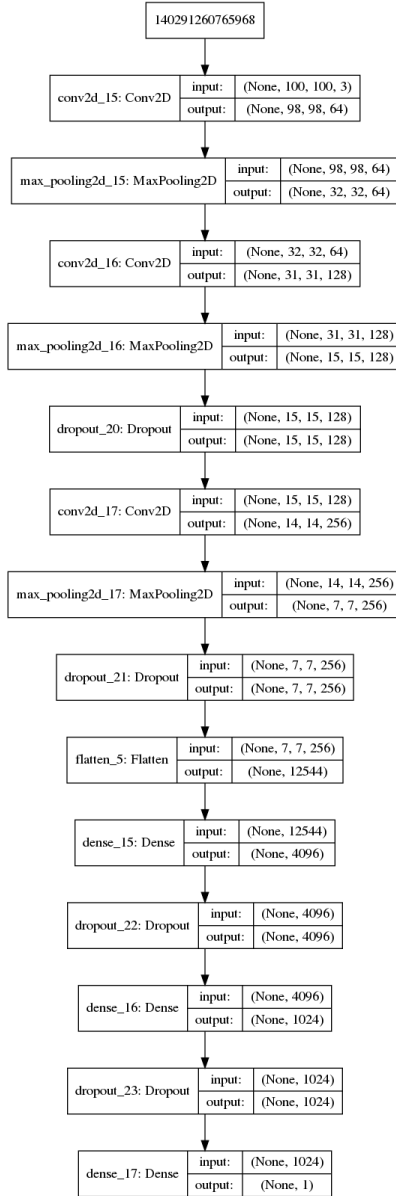 140291260765968
conv2d_15: Conv2D
input: (None, 100, 100, 3)
output: (None, 98, 98, 64)
max_pooling2d_15: MaxPooling2D
input: (None, 98, 98, 64)
output: (None, 32, 32, 64)
conv2d_16: Conv2D
input: (None, 32, 32, 64)
output: (None, 31, 31, 128)
max_pooling2d_16: MaxPooling2D
input: (None, 31, 31, 128)
output: (None, 15, 15, 128)
dropout_20: Dropout
input: (None, 15, 15, 128)
output: (None, 15, 15, 128)
conv2d_17: Conv2D
input: (None, 15, 15, 128)
output: (None, 14, 14, 256)
max_pooling2d_17: MaxPooling2D
input: (None, 14, 14, 256)
output: (None, 7, 7, 256)
dropout_21: Dropout
input: (None, 7, 7, 256)
output: (None, 7, 7, 256)
flatten_5: Flatten
input: (None, 7, 7, 256)
output: (None, 12544)
dense_15: Dense
input: (None, 12544)
output: (None, 4096)
dropout_22: Dropout
input: (None, 4096)
output: (None, 4096)
dense_16: Dense
input: (None, 4096)
output: (None, 1024)
dropout_23: Dropout
input: (None, 1024)
output: (None, 1024)
dense_17: Dense
input: (None, 1024)
output: (None, 1)